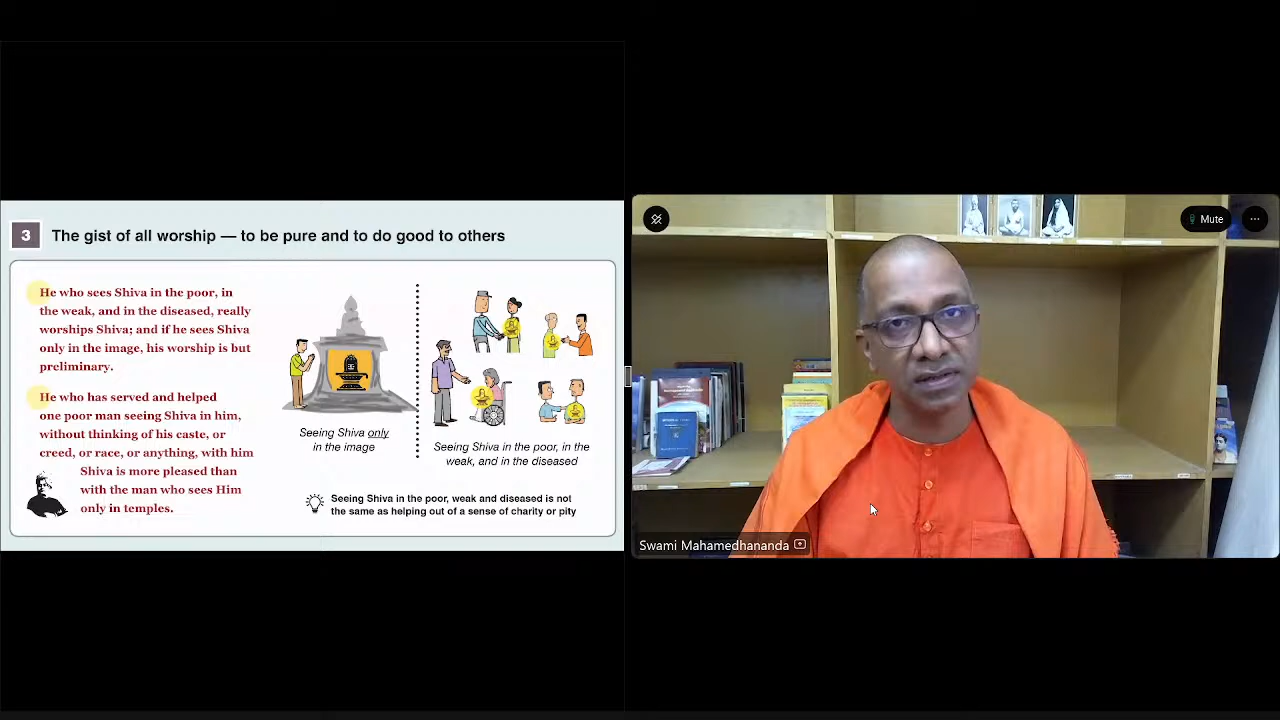 3 The gist of all worship — to be pure and to do good to others
He who sees Shiva in the poor, in
the weak, and in the diseased, really
worships Shiva; and if he sees Shiva
only in the image, his worship is but
preliminary.
He who has served and helped
one poor man seeing Shiva in him,
without thinking of his caste, or
creed, or race, or anything, with him
Shiva is more pleased than
with the man who sees Him
only in temples.
Seeing Shiva only
in the image
Seeing Shiva in the poor, in the
weak, and in the diseased
Seeing Shiva in the poor, weak and diseased is not
the same as helping out of a sense of charity or pity
Mute
Swami Mahamedhananda